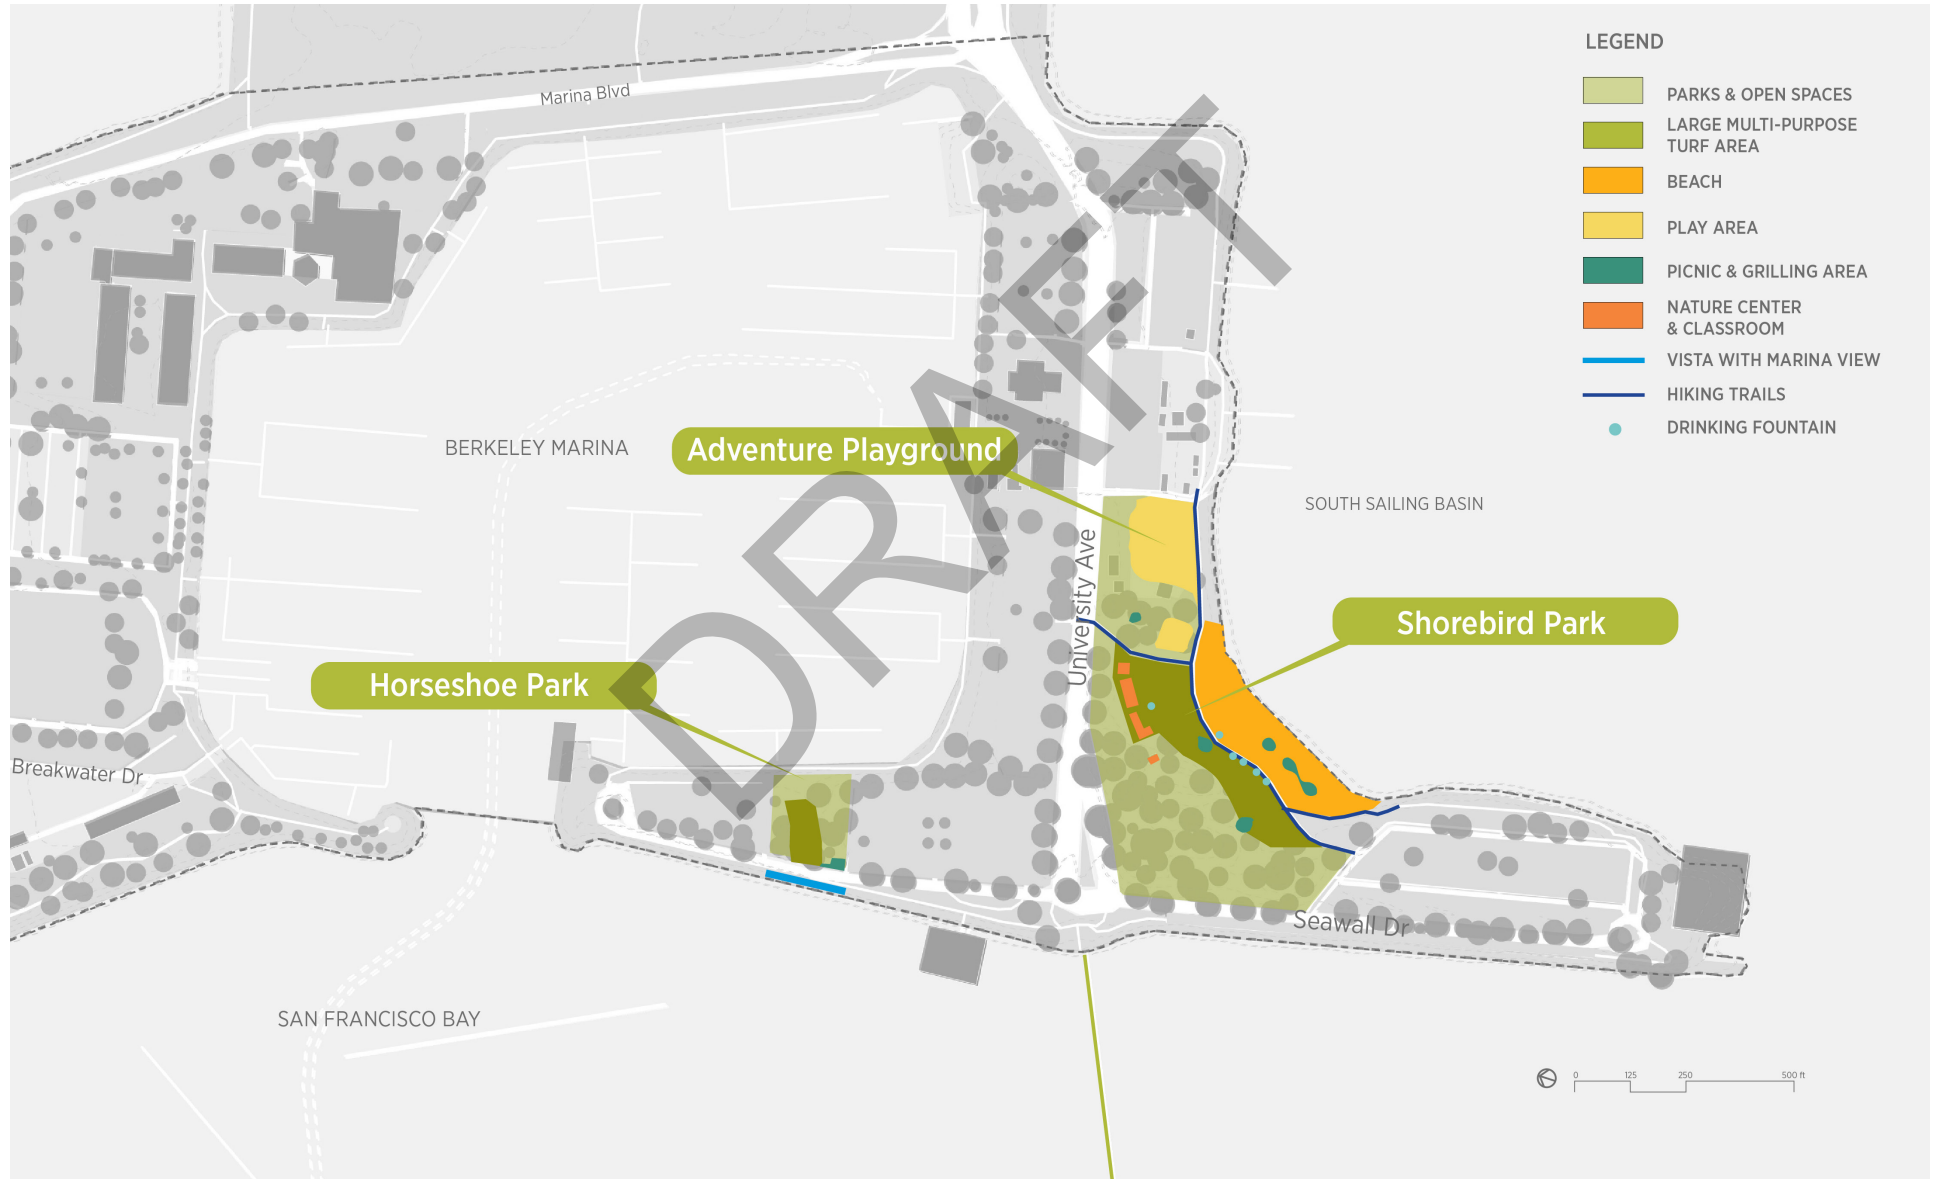 LEGEND
PARKS & OPEN SPACES
LARGE MULTI-PURPOSE
TURF AREA
BEACH
PLAY AREA
PICNIC & GRILLING AREA
NATURE CENTER
& CLASSROOM
VISTA WITH MARINA VIEW
HIKING TRAILS
DRINKING FOUNTAIN
Marina Blvd
BERKELEY MARINA
Adventure Playground
SOUTH SAILING BASIN
University Ave
Shorebird Park
Horseshoe Park
Breakwater Dr
Seawall Dr
SAN FRANCISCO BAY
DRAFT
0 125 250 500 ft